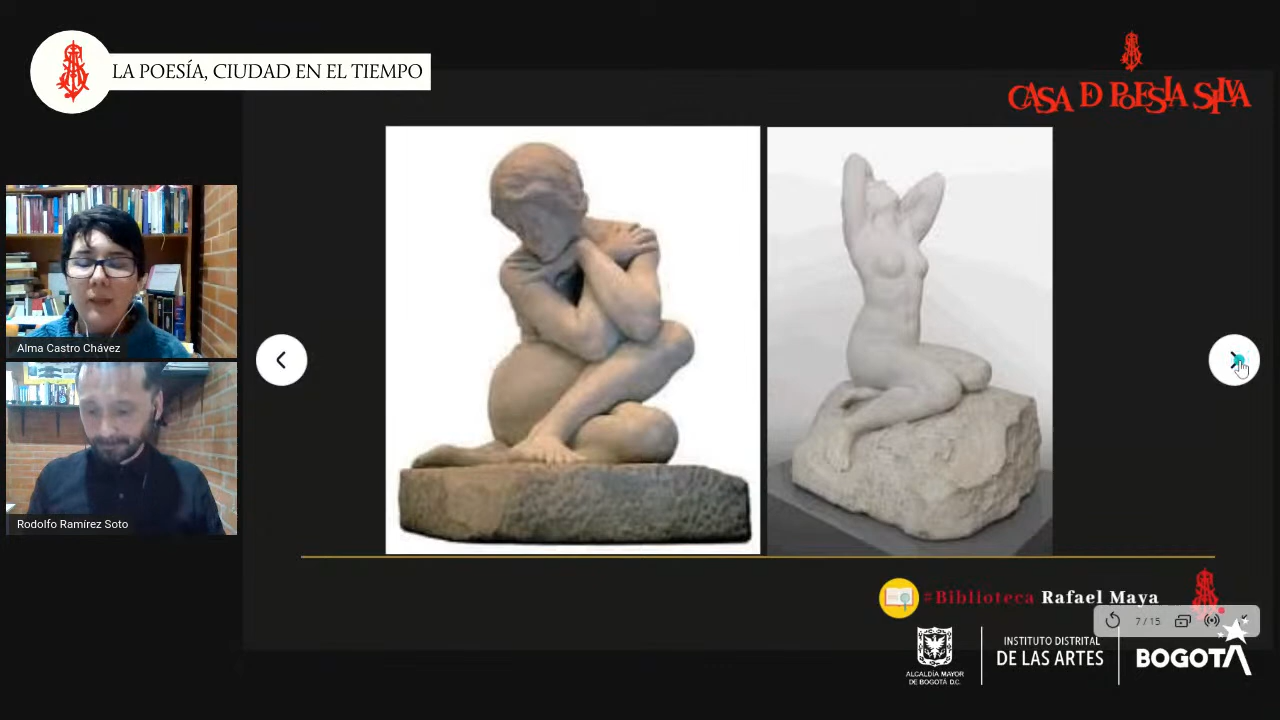 LA POESÍA, CIUDAD EN EL TIEMPO
CASA D POESIA SILVA
Alma Castro Chávez
Rodolfo Ramírez Soto
#Biblioteca Rafael Maya
7 / 15
ALCALDÍA MAYOR
DE BOGOTÁ D.C.
INSTITUTO DISTRITAL
DE LAS ARTES
BOGOTÁ